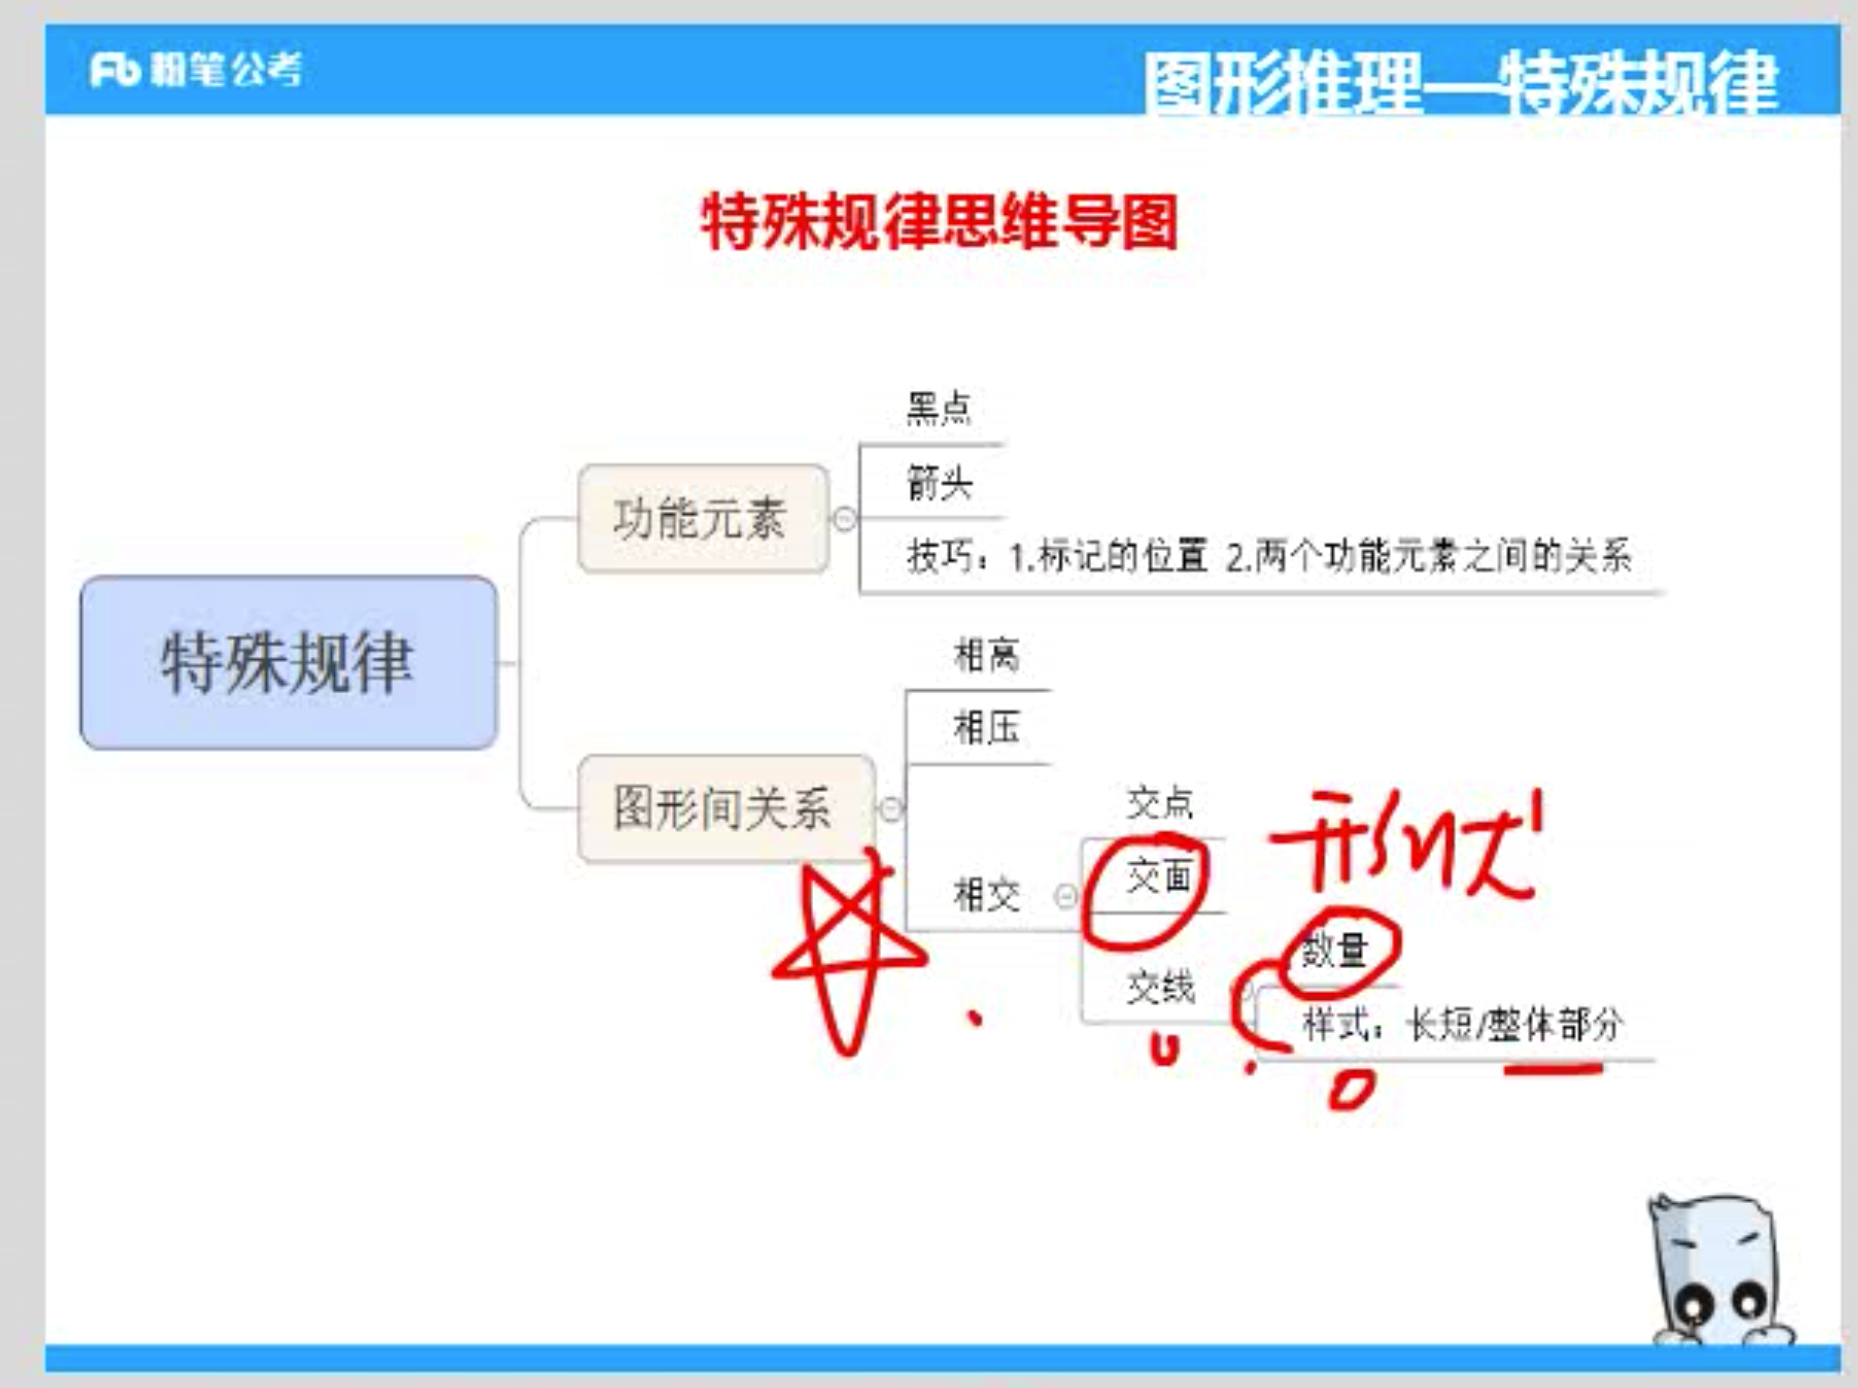 Fb 粉笔公考
图形推理—特殊规律
特殊规律思维导图
黑点
箭头
功能元素
技巧：1.标记的位置 2.两个功能元素之间的关系
特殊规律
相离
相压
图形间关系
交点
形状
交面
相交
数量
交线
样式：长短/整体部分